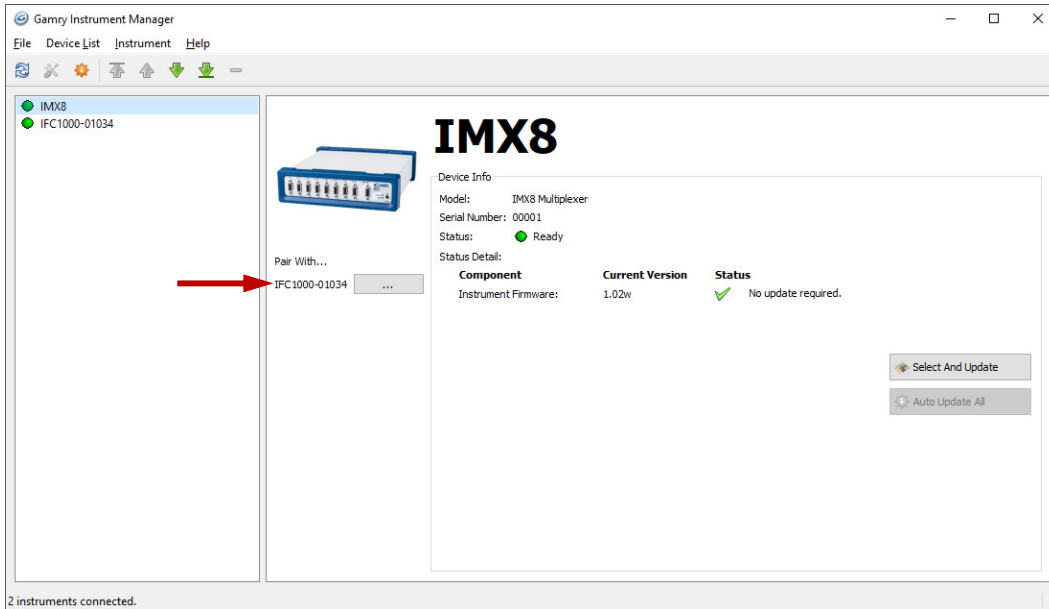 Gamry Instrument Manager
File Device List Instrument Help
IMX8
IFC1000-01034
IMX8
Device Info
Model: IMX8 Multiplexer
Serial Number: 00001
Status: Ready
Status Detail:
Component Current Version Status
Instrument Firmware: 1.02w No update required.
Pair With...
IFC1000-01034 ...
Select And Update
Auto Update All
2 instruments connected.